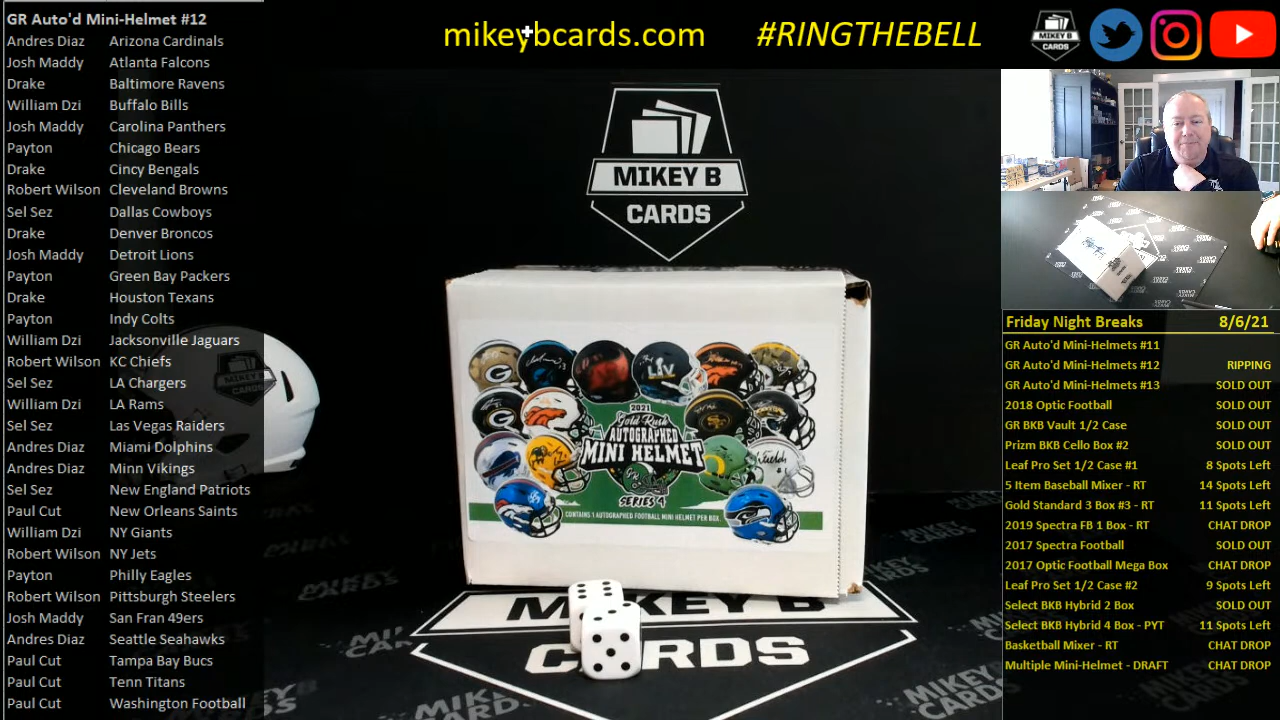 GR Auto'd Mini-Helmet #12
Andres Diaz Arizona Cardinals
Josh Maddy Atlanta Falcons
Drake Baltimore Ravens
William Dzi Buffalo Bills
Josh Maddy Carolina Panthers
Payton Chicago Bears
Drake Cincy Bengals
Robert Wilson Cleveland Browns
Sel Sez Dallas Cowboys
Drake Denver Broncos
Josh Maddy Detroit Lions
Payton Green Bay Packers
Drake Houston Texans
Payton Indy Colts
William Dzi Jacksonville Jaguars
Robert Wilson KC Chiefs
Sel Sez LA Chargers
William Dzi LA Rams
Sel Sez Las Vegas Raiders
Andres Diaz Miami Dolphins
Andres Diaz Minn Vikings
Sel Sez New England Patriots
Paul Cut New Orleans Saints
William Dzi NY Giants
Robert Wilson NY Jets
Payton Philly Eagles
Robert Wilson Pittsburgh Steelers
Josh Maddy San Fran 49ers
Andres Diaz Seattle Seahawks
Paul Cut Tampa Bay Bucs
Paul Cut Tenn Titans
Paul Cut Washington Football
mikeybcards.com #RINGTHEBELL
MIKEY B
CARDS
MIKEY B
CARDS
LIV
2021
Gold Rush
AUTOGRAPHED
MINI HELMET
SERIES 4
CONTAINS 1 AUTOGRAPHED FOOTBALL MINI HELMET PER BOX.
MIKEY B
CARDS
MIKEY B
CARDS
Friday Night Breaks 8/6/21
GR Auto'd Mini-Helmets #11
GR Auto'd Mini-Helmets #12 RIPPING
GR Auto'd Mini-Helmets #13 SOLD OUT
2018 Optic Football SOLD OUT
GR BKB Vault 1/2 Case SOLD OUT
Prizm BKB Cello Box #2 SOLD OUT
Leaf Pro Set 1/2 Case #1 8 Spots Left
5 Item Baseball Mixer - RT 14 Spots Left
Gold Standard 3 Box #3 - RT 11 Spots Left
2019 Spectra FB 1 Box - RT CHAT DROP
2017 Spectra Football SOLD OUT
2017 Optic Football Mega Box CHAT DROP
Leaf Pro Set 1/2 Case #2 9 Spots Left
Select BKB Hybrid 2 Box SOLD OUT
Select BKB Hybrid 4 Box - PYT 11 Spots Left
Basketball Mixer - RT CHAT DROP
Multiple Mini-Helmet - DRAFT CHAT DROP